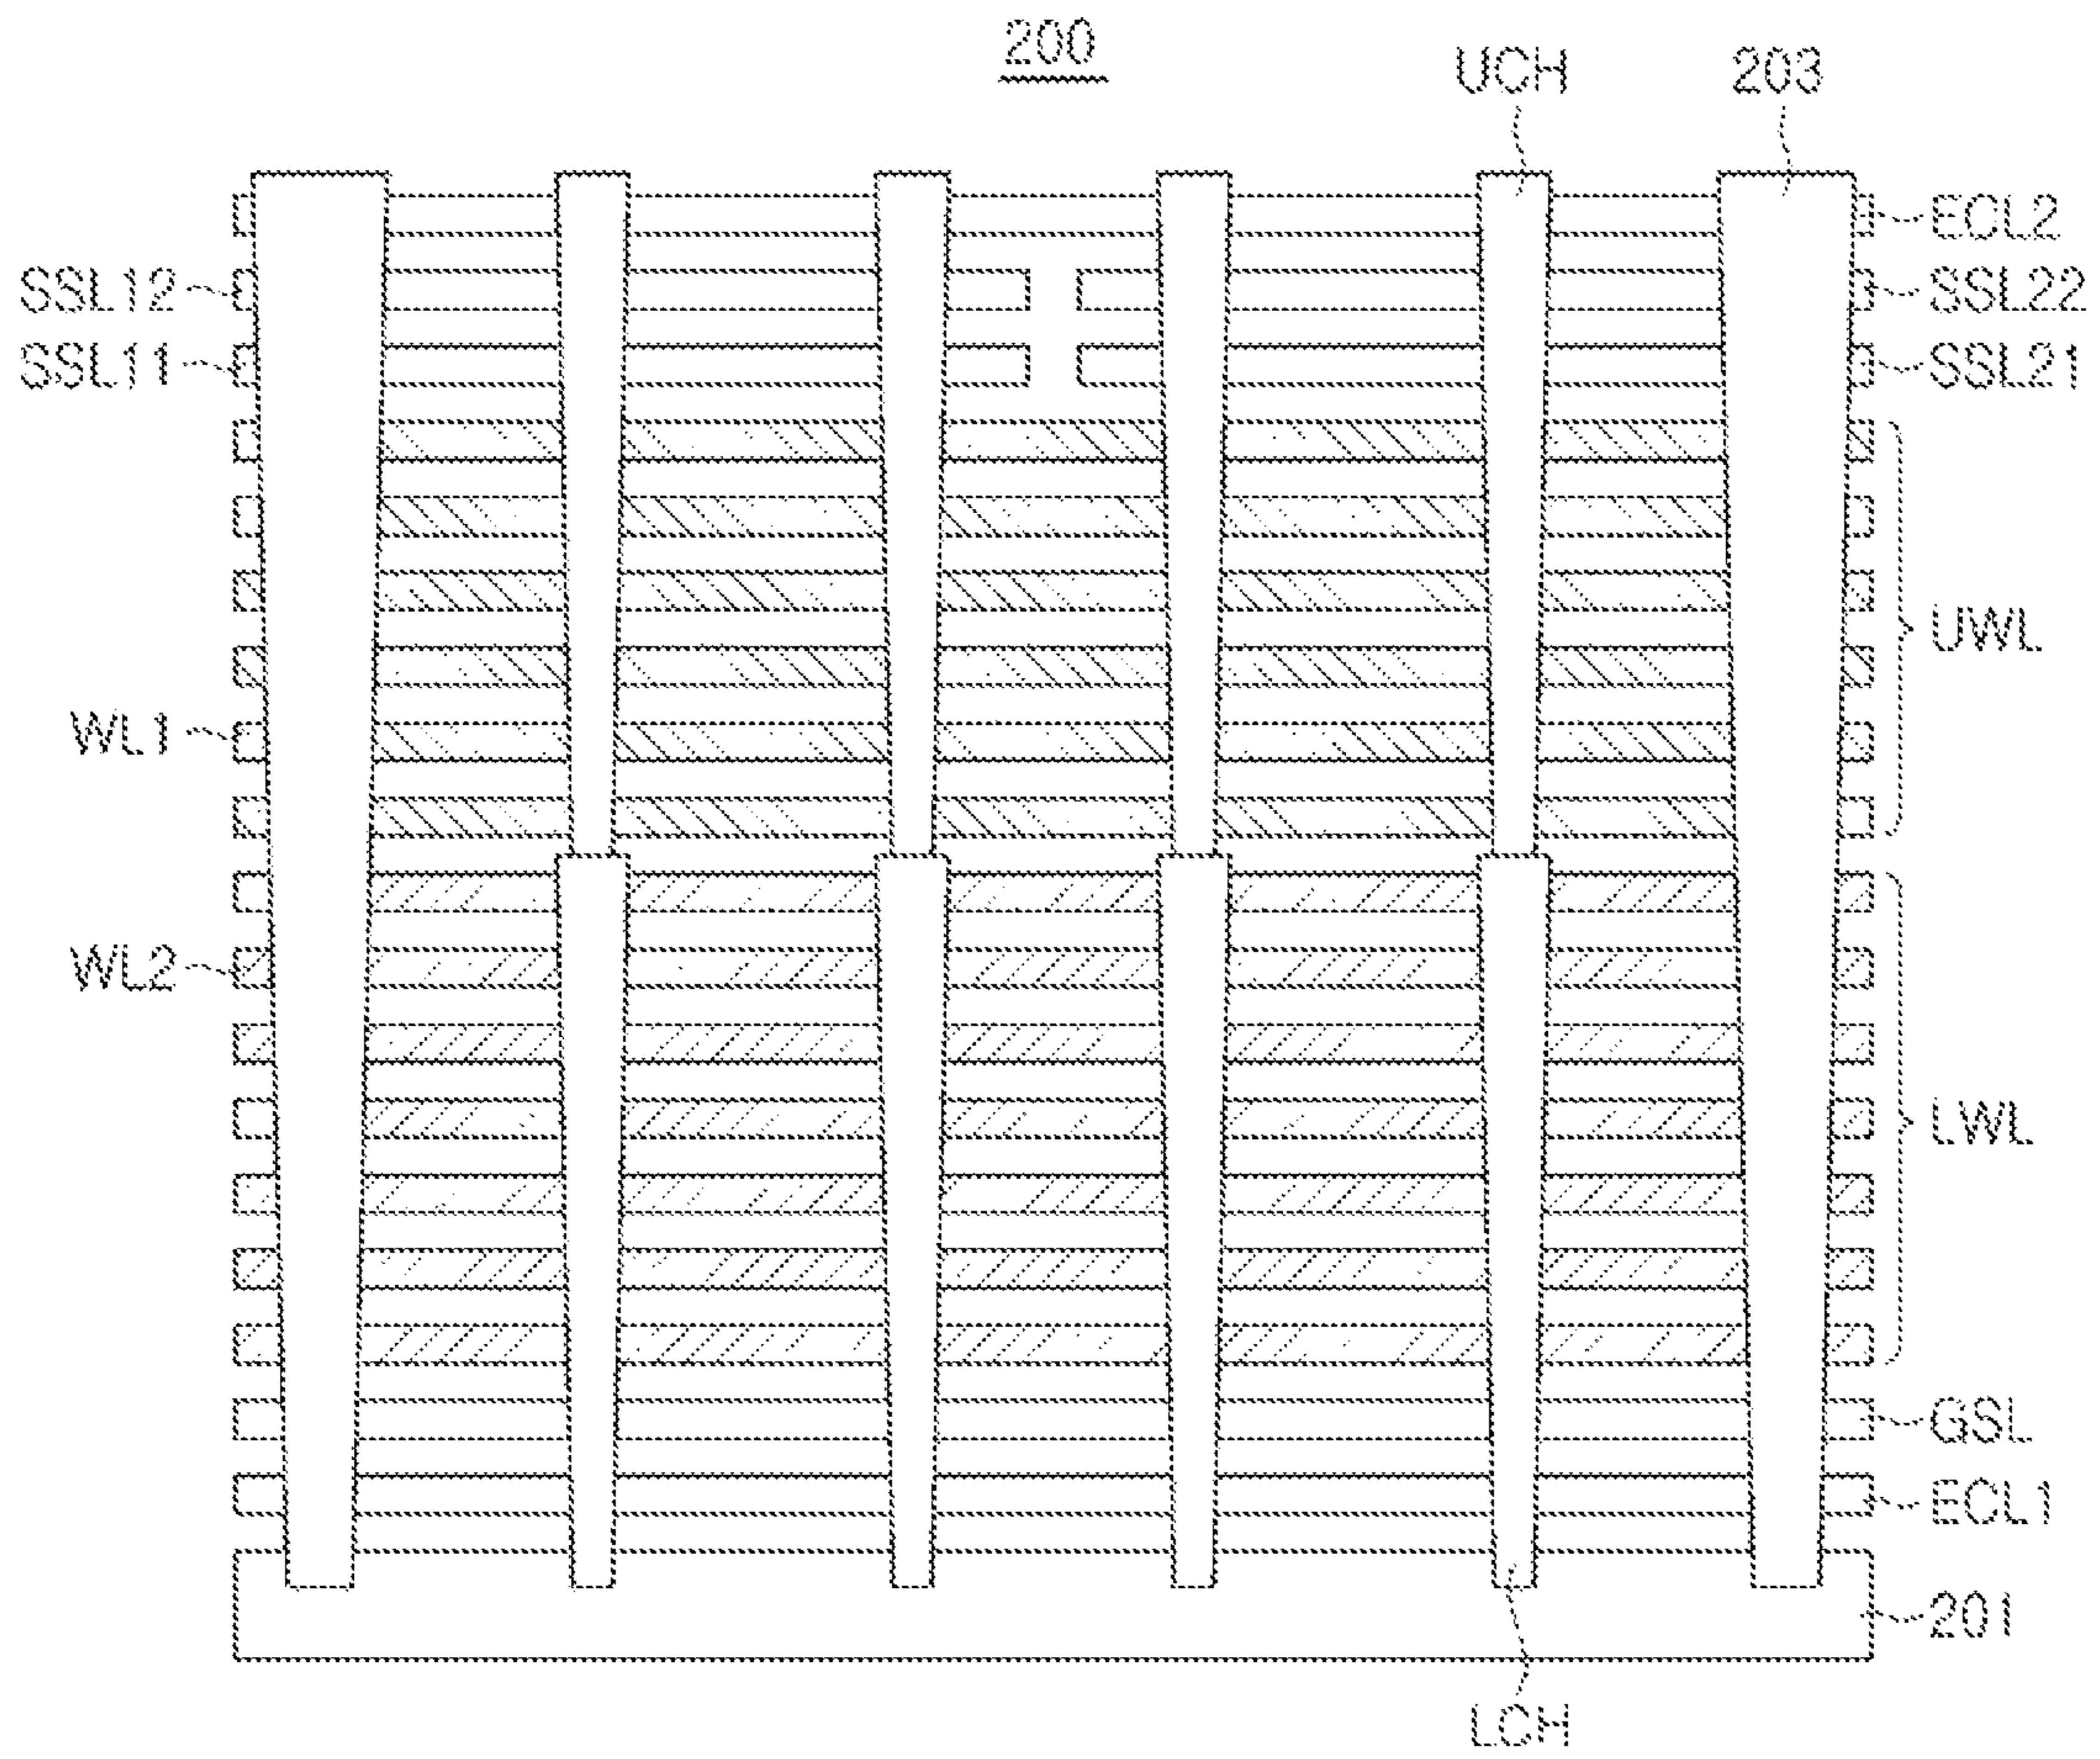 200
UCH
203
ECL2
SSL12
SSL22
SSL11
SSL21
UWL
WL1
WL2
LWL
GSL
ECL1
201
LCH